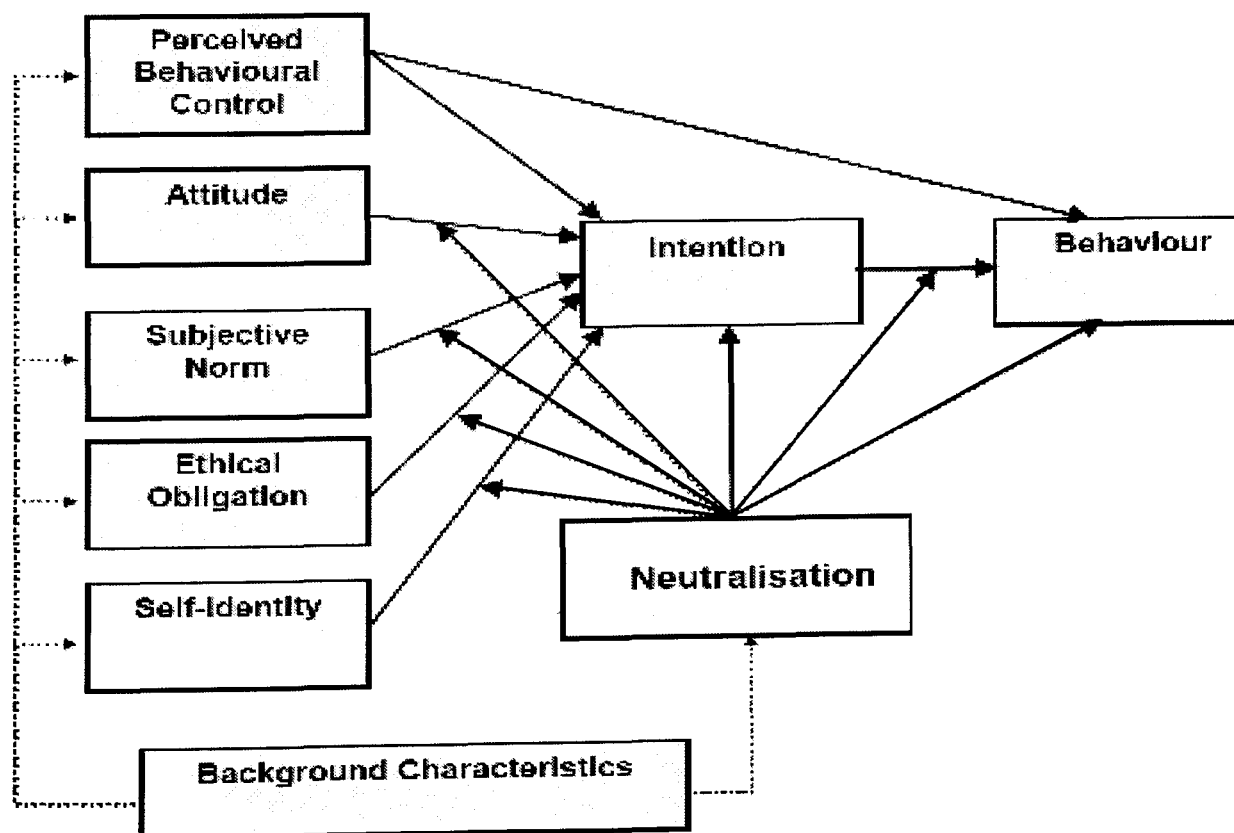 Perceived
Behavioural
Control
Attitude
Intention
Behaviour
Subjective
Norm
Ethical
Obligation
Neutralisation
Self-Identity
Background Characteristics